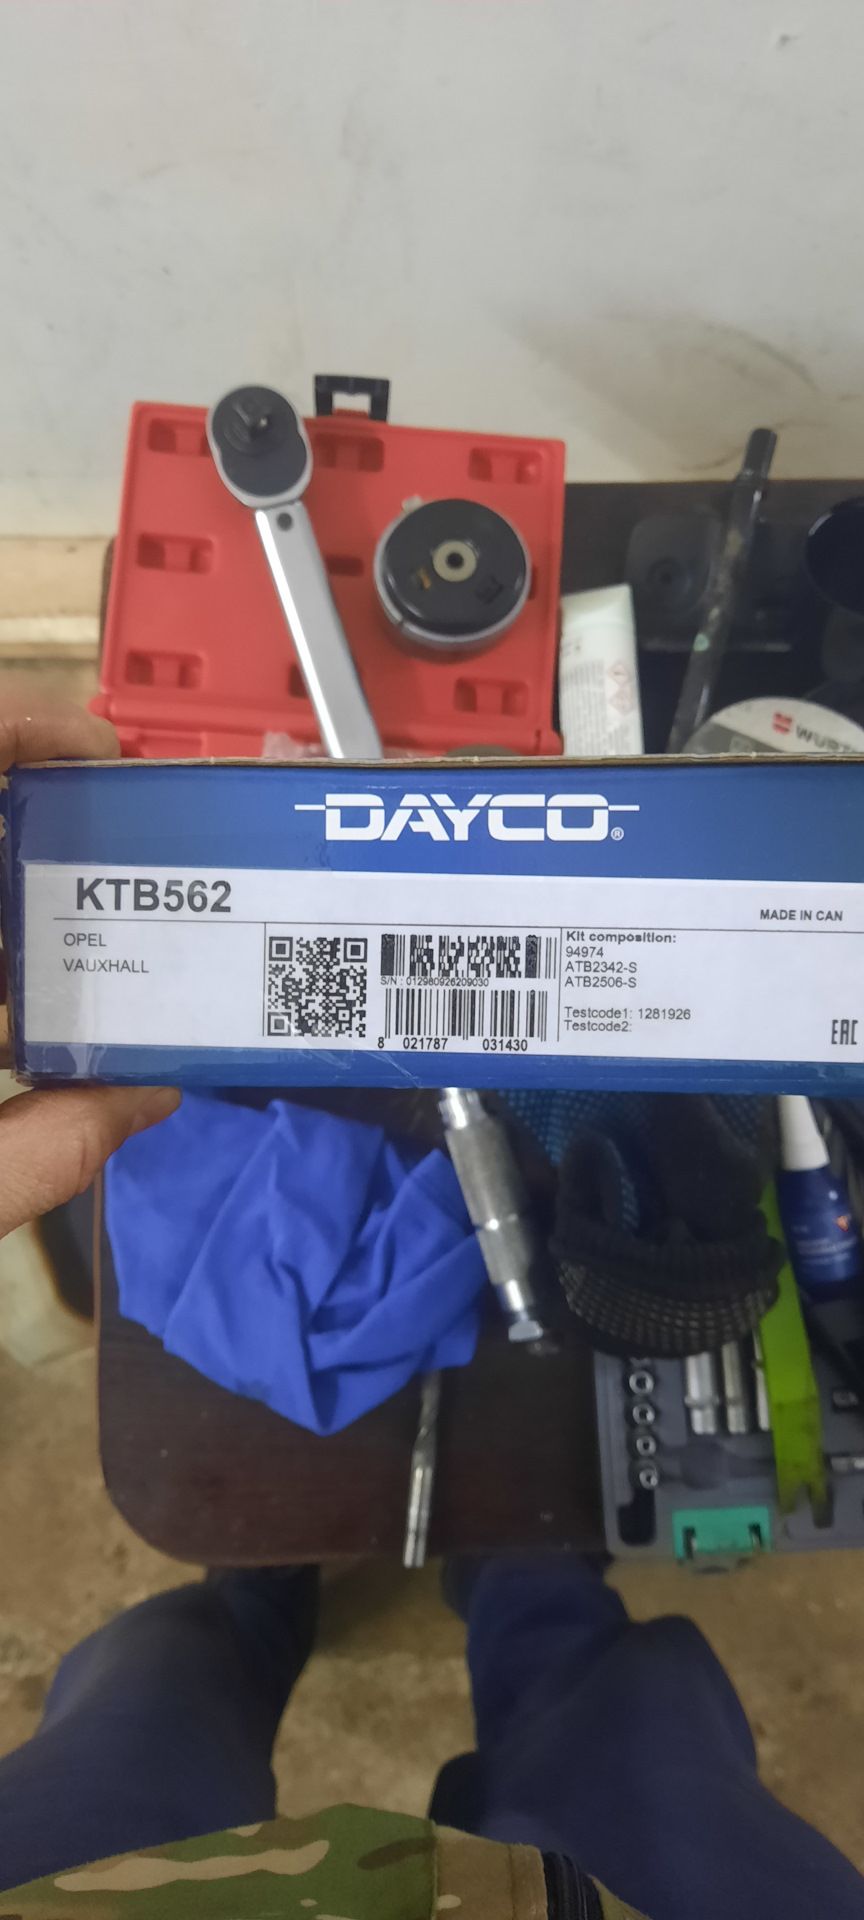 WURT
DAYCO®
KTB562
MADE IN CAN
OPEL
VAUXHALL
S/N : 012980926209030
8 021787 031430
Kit composition:
94974
ATB2342-S
ATB2506-S
Testcode1: 1281926
Testcode2:
EAC